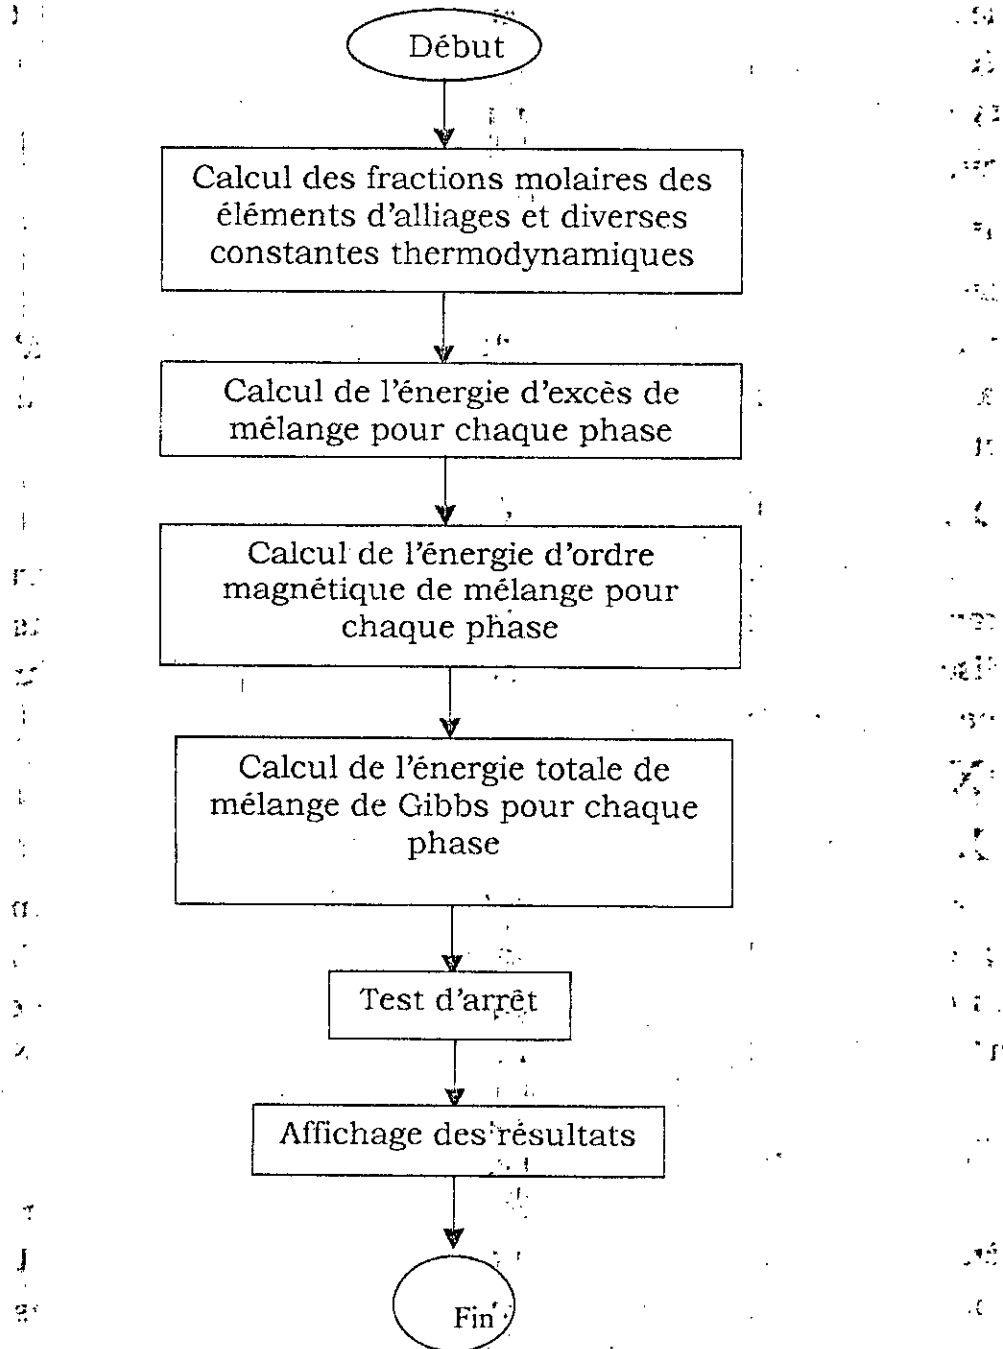 Début
Calcul des fractions molaires des
éléments d'alliages et diverses
constantes thermodynamiques
Calcul de l'énergie d'excès de
mélange pour chaque phase
Calcul de l'énergie d'ordre
magnétique de mélange pour
chaque phase
Calcul de l'énergie totale de
mélange de Gibbs pour chaque
phase
Test d'arrêt
Affichage des résultats
Fin